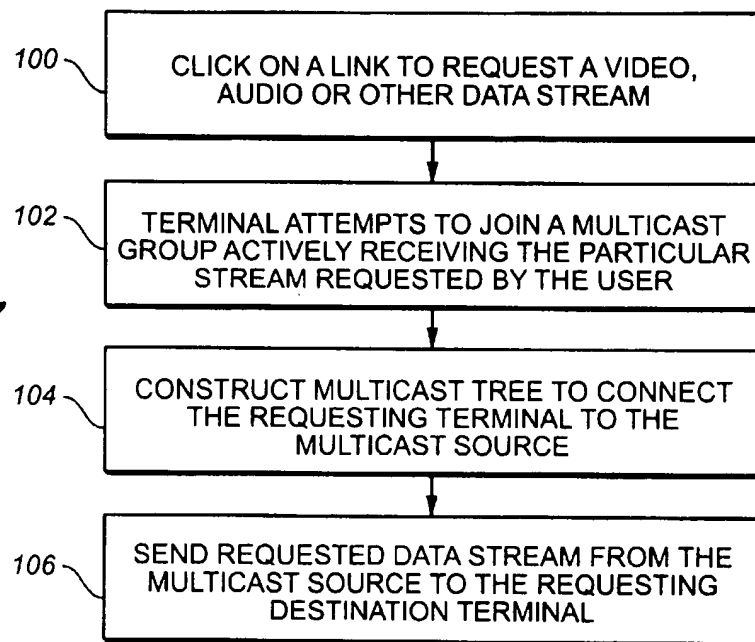 100
CLICK ON A LINK TO REQUEST A VIDEO,
AUDIO OR OTHER DATA STREAM
102
TERMINAL ATTEMPTS TO JOIN A MULTICAST
GROUP ACTIVELY RECEIVING THE PARTICULAR
STREAM REQUESTED BY THE USER
104
CONSTRUCT MULTICAST TREE TO CONNECT
THE REQUESTING TERMINAL TO THE
MULTICAST SOURCE
106
SEND REQUESTED DATA STREAM FROM THE
MULTICAST SOURCE TO THE REQUESTING
DESTINATION TERMINAL